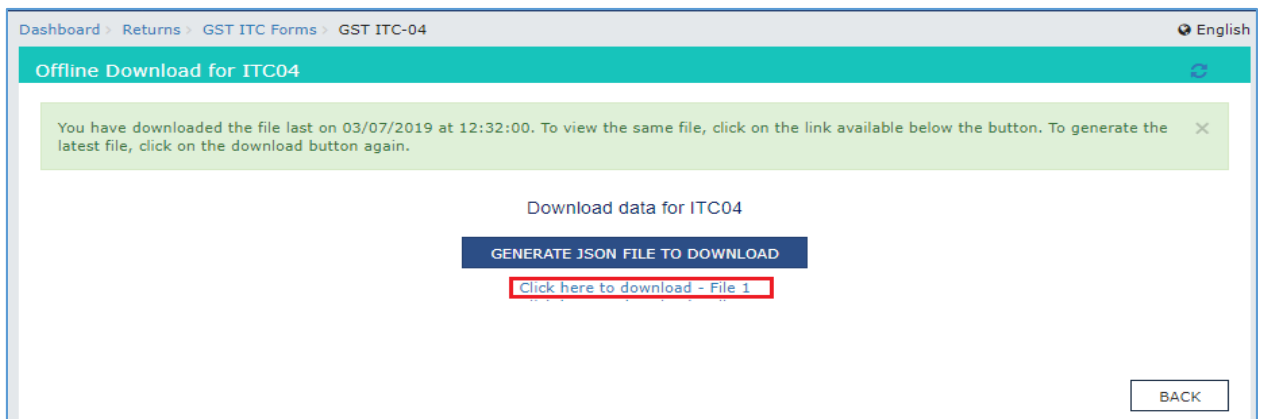 Dashboard > Returns > GST ITC Forms > GST ITC-04
English
Offline Download for ITC04
You have downloaded the file last on 03/07/2019 at 12:32:00. To view the same file, click on the link available below the button. To generate the
latest file, click on the download button again.
Download data for ITC04
GENERATE JSON FILE TO DOWNLOAD
Click here to download - File 1
BACK